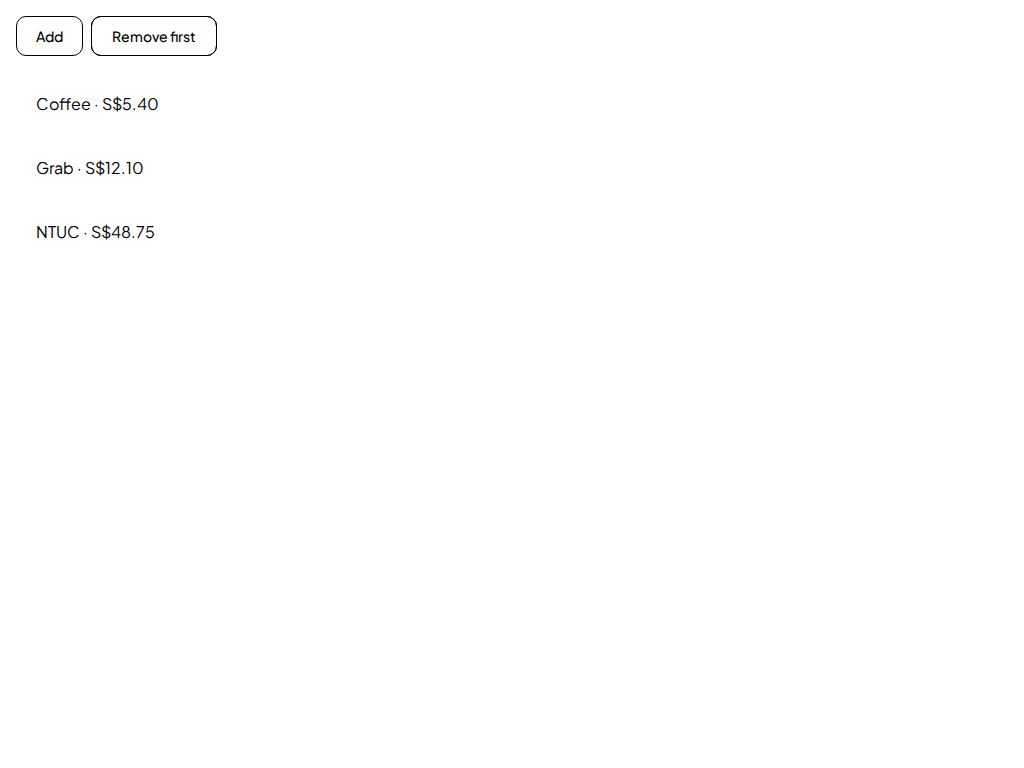 Add
Remove first
Coffee · S$5.40
Grab · S$12.10
NTUC · S$48.75